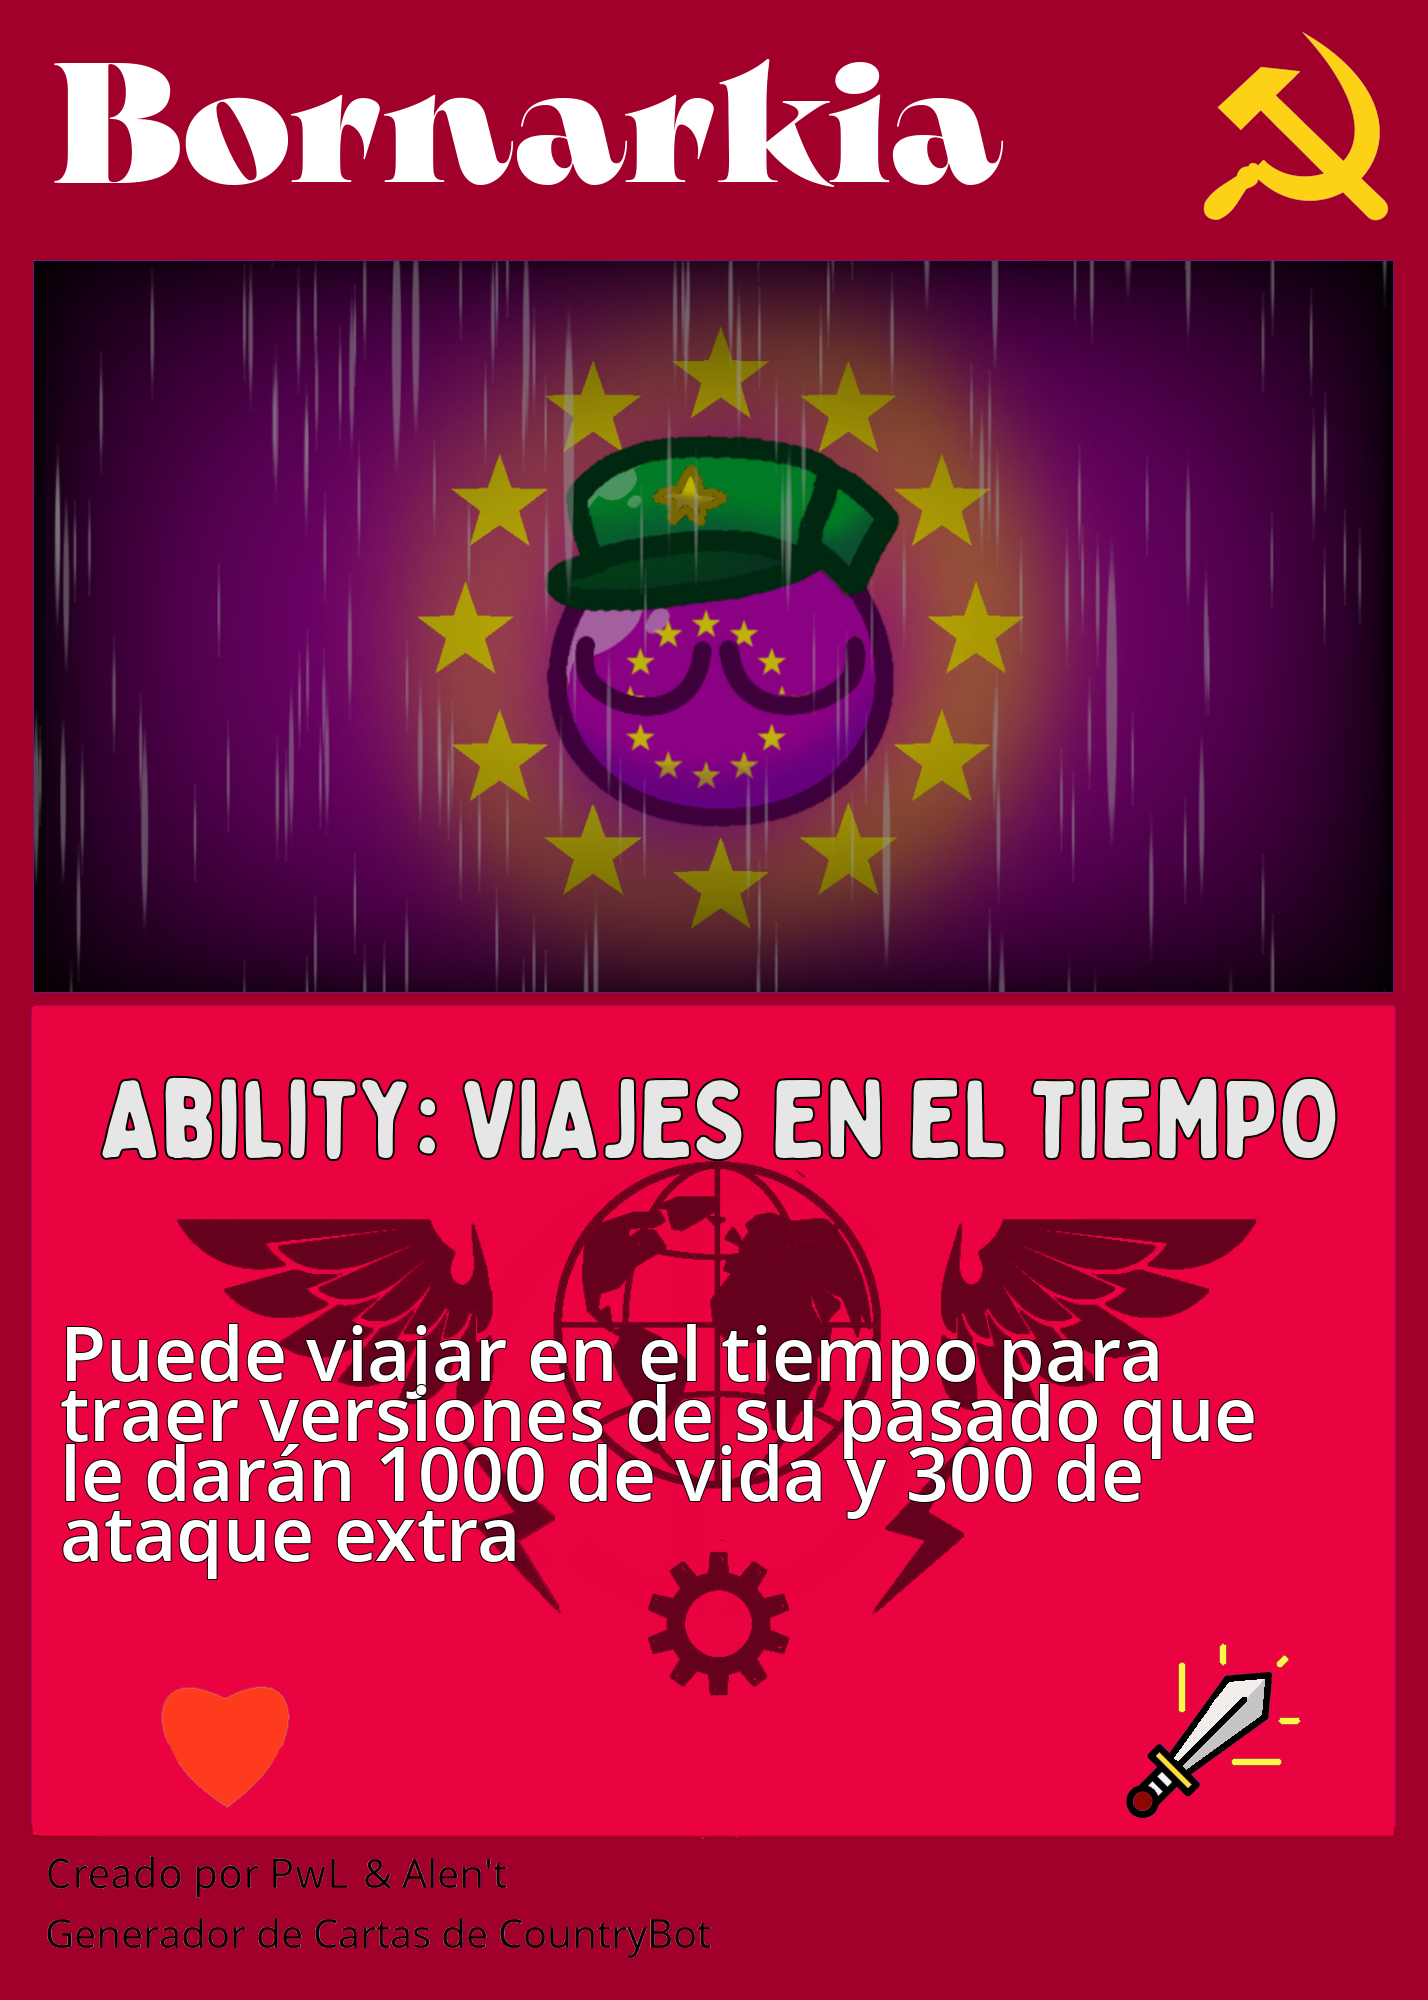 Bornarkia
ABILITY: VIAJES EN EL TIEMPO
Puede viajar en el tiempo para
traer versiones de su pasado que
le darán 1000 de vida y 300 de
ataque extra
Creado por PwL & Alen't
Generador de Cartas de CountryBot